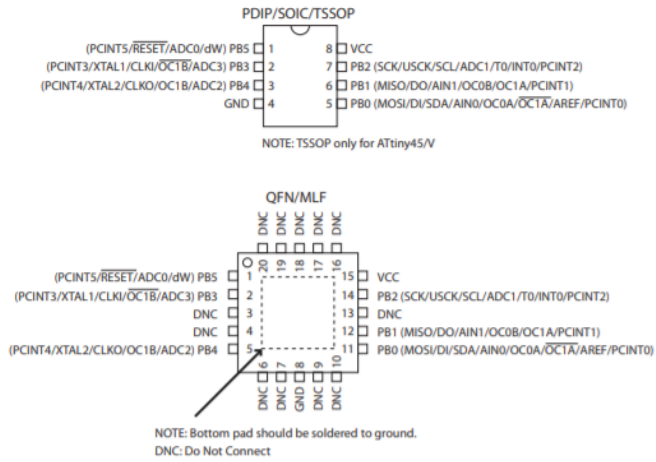 PDIP/SOIC/TSSOP
(PCINT5/RESET/ADC0/dW) PB5 1 8 VCC
(PCINT3/XTAL1/CLKI/OC1B/ADC3) PB3 2 7 PB2 (SCK/USCK/SCL/ADC1/T0/INT0/PCINT2)
(PCINT4/XTAL2/CLKO/OC1B/ADC2) PB4 3 6 PB1 (MISO/DO/AIN1/OC0B/OC1A/PCINT1)
GND 4 5 PB0 (MOSI/DI/SDA/AIN0/OC0A/OC1A/AREF/PCINT0)
NOTE: TSSOP only for ATtiny45/V
QFN/MLF
DNC DNC DNC DNC DNC
20 19 18 17 16
(PCINT5/RESET/ADC0/dW) PB5 1 15 VCC
(PCINT3/XTAL1/CLKI/OC1B/ADC3) PB3 2 14 PB2 (SCK/USCK/SCL/ADC1/T0/INT0/PCINT2)
DNC 3 13 DNC
DNC 4 12 PB1 (MISO/DO/AIN1/OC0B/OC1A/PCINT1)
(PCINT4/XTAL2/CLKO/OC1B/ADC2) PB4 5 11 PB0 (MOSI/DI/SDA/AIN0/OC0A/OC1A/AREF/PCINT0)
6 7 8 9 10
DNC DNC GND DNC DNC
NOTE: Bottom pad should be soldered to ground.
DNC: Do Not Connect